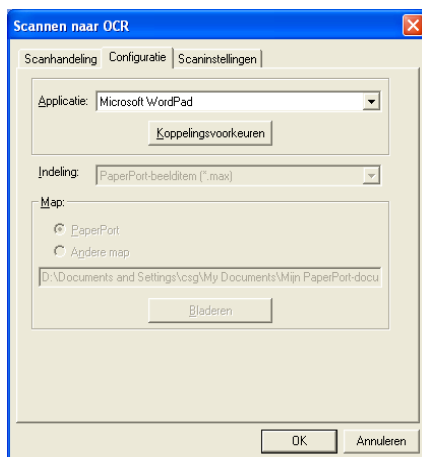 Scannen naar OCR
Scanhandeling Configuratie Scaninstellingen
Applicatie: Microsoft WordPad
Koppelingsvoorkeuren
Indeling: PaperPort-beelditem (*.max)
Map:
PaperPort
Andere map
D:\Documents and Settings\csg\My Documents\Mijn PaperPort-docu
Bladeren
OK Annuleren